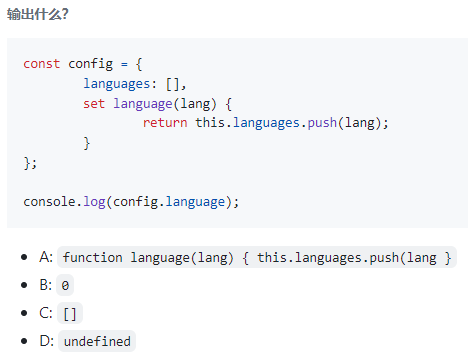 输出什么?
const config = {
languages: [],
set language(lang) {
return this.languages.push(lang);
}
};
console.log(config.language);
A: function language(lang) { this.languages.push(lang }
B: 0
C: []
D: undefined